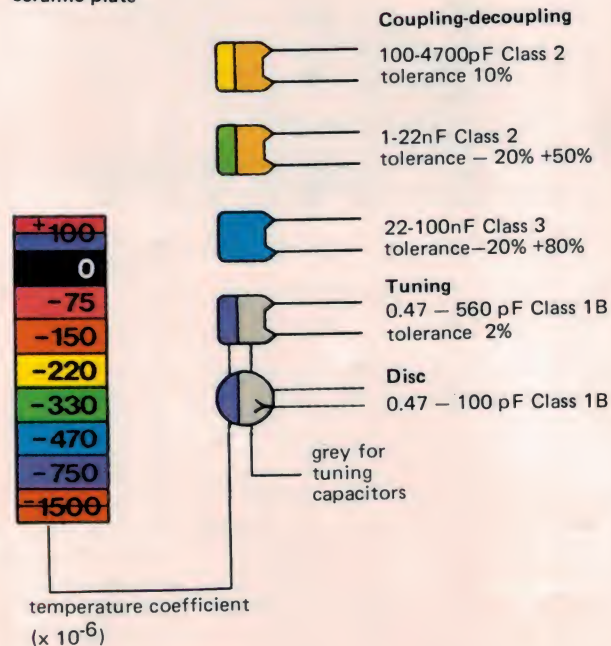 ceramic plate
Coupling-decoupling
100-4700pF Class 2
tolerance 10%
1-22nF Class 2
tolerance − 20% +50%
22-100nF Class 3
tolerance−20% +80%
Tuning
0.47 − 560 pF Class 1B
tolerance 2%
Disc
0.47 − 100 pF Class 1B
grey for
tuning
capacitors
+100
0
−75
−150
−220
−330
−470
−750
−1500
temperature coefficient
(x 10⁻⁶)